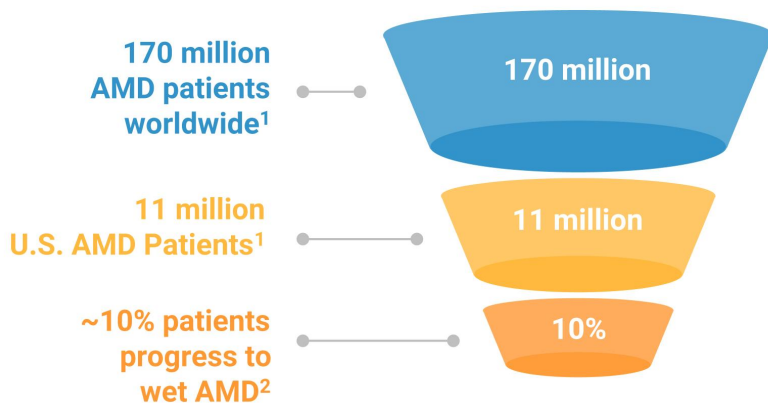 170 million
AMD patients
worldwide¹
170 million
11 million
U.S. AMD Patients¹
11 million
~10% patients
progress to
wet AMD²
10%